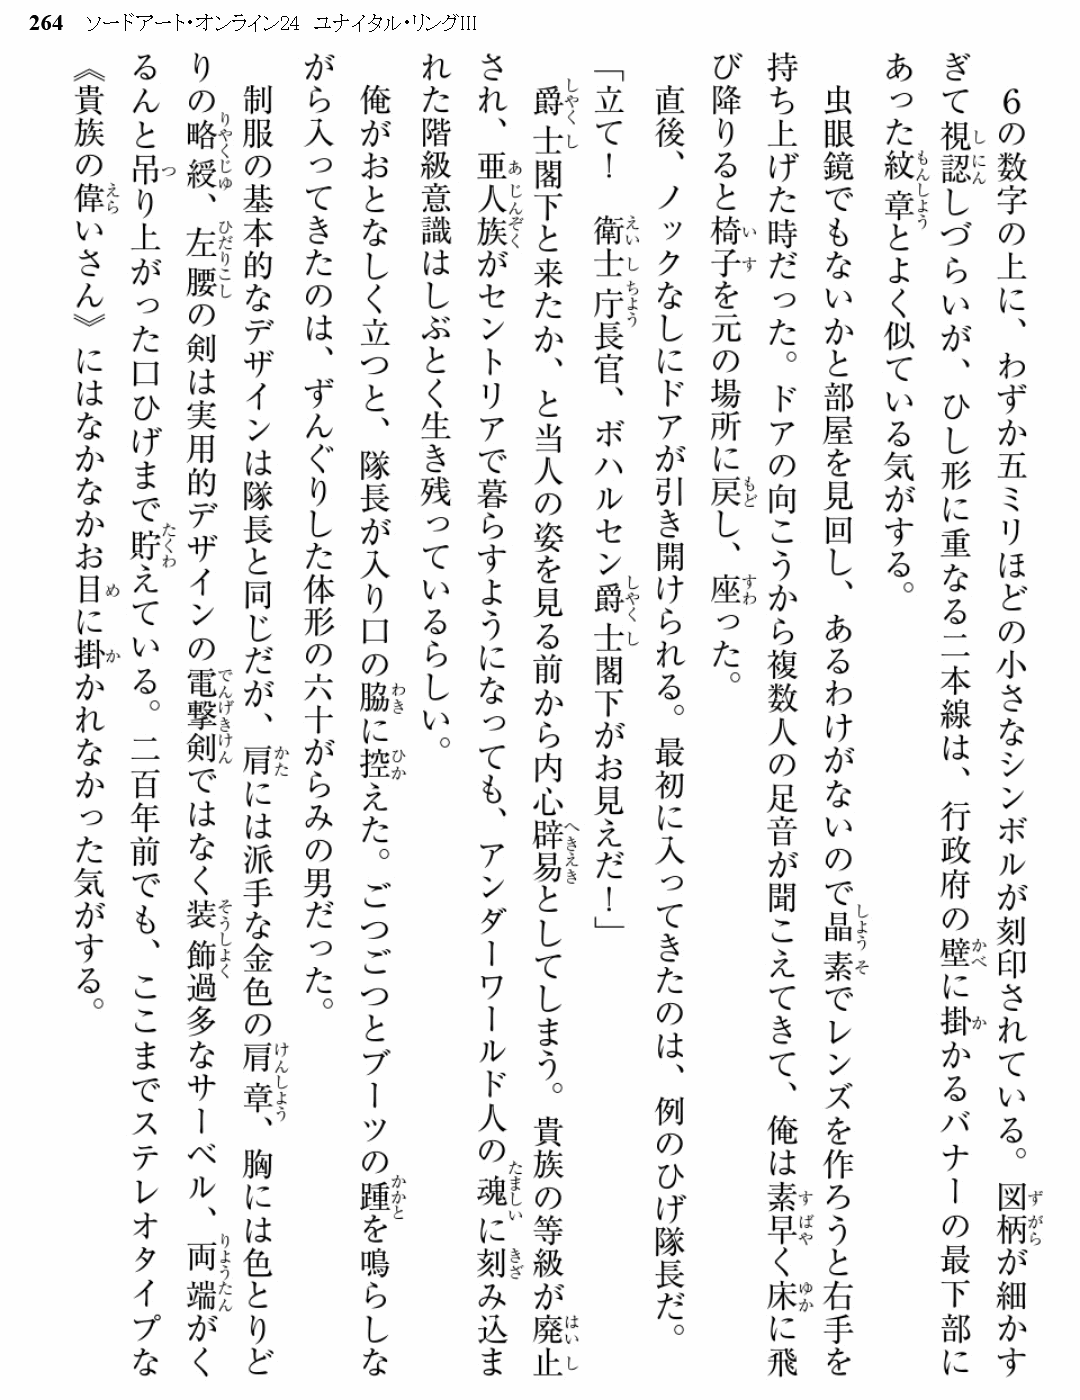 264 ソードアート・オンライン24 ユナイタル・リングIII
６の数字の上に、わずか五ミリほどの小さなシンボルが刻印されている。図柄が細かす
ぎて視認しづらいが、ひし形に重なる二本線は、行政府の壁に掛かるバナーの最下部に
あった紋章とよく似ている気がする。
虫眼鏡でもないかと部屋を見回し、あるわけがないので晶素でレンズを作ろうと右手を
持ち上げた時だった。ドアの向こうから複数人の足音が聞こえてきて、俺は素早く床に飛
び降りると椅子を元の場所に戻し、座った。
直後、ノックなしにドアが引き開けられる。最初に入ってきたのは、例のひげ隊長だ。
「立て！　衛士庁長官、ボハルセン爵士閣下がお見えだ！」
爵士閣下と来たか、と当人の姿を見る前から内心辟易としてしまう。貴族の等級が廃止
され、亜人族がセントリアで暮らすようになっても、アンダーワールド人の魂に刻み込ま
れた階級意識はしぶとく生き残っているらしい。
俺がおとなしく立つと、隊長が入り口の脇に控えた。ごつごつとブーツの踵を鳴らしな
がら入ってきたのは、ずんぐりした体形の六十がらみの男だった。
制服の基本的なデザインは隊長と同じだが、肩には派手な金色の肩章、胸には色とりど
りの略綬、左腰の剣は実用的デザインの電撃剣ではなく装飾過多なサーベル、両端がく
るんと吊り上がった口ひげまで貯えている。二百年前でも、ここまでステレオタイプな
《貴族の偉いさん》にはなかなかお目に掛かれなかった気がする。